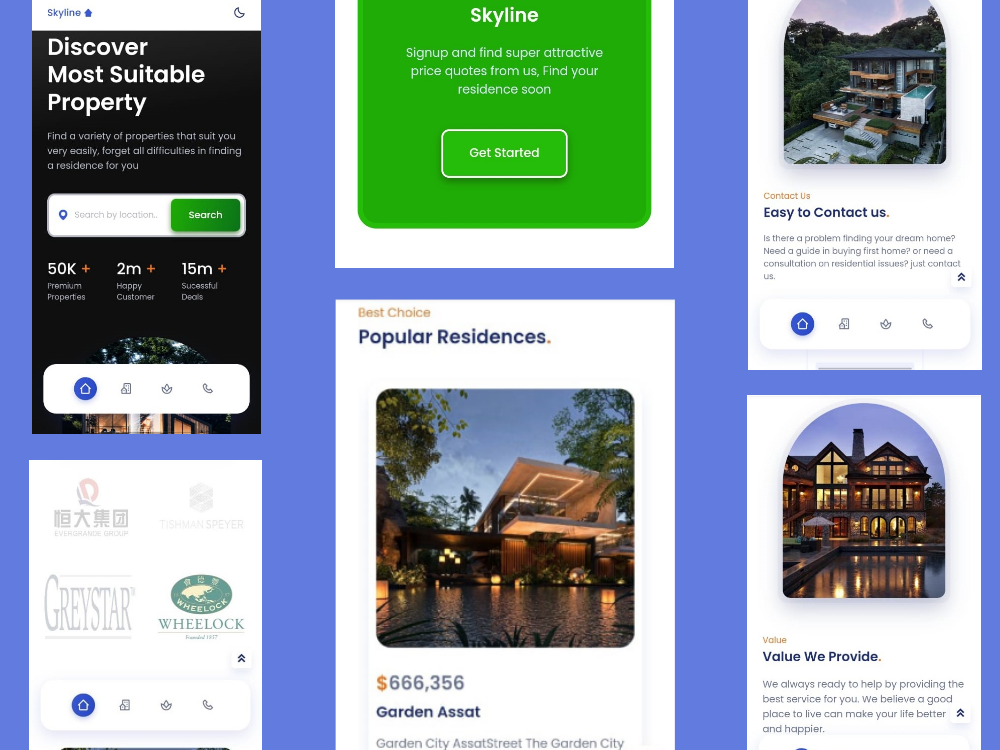 Skyline
Discover
Most Suitable
Property
Find a variety of properties that suit you
very easily, forget all difficulties in finding
a residence for you
Search by location..
Search
50K +
2m +
15m +
Premium
Properties
Happy
Customer
Sucessful
Deals
恒大集团
EVERGRANDE GROUP
TISHMAN SPEYER
GREYSTAR
會德豐
WHEELOCK
WHEELOCK
Founded 1857
Skyline
Signup and find super attractive
price quotes from us, Find your
residence soon
Get Started
Best Choice
Popular Residences.
$666,356
Garden Assat
Garden City AssatStreet The Garden City
Contact Us
Easy to Contact us.
Is there a problem finding your dream home?
Need a guide in buying first home? or need a
consultation on residential issues? just contact
us.
Value
Value We Provide.
We always ready to help by providing the
best service for you. We believe a good
place to live can make your life better
and happier.